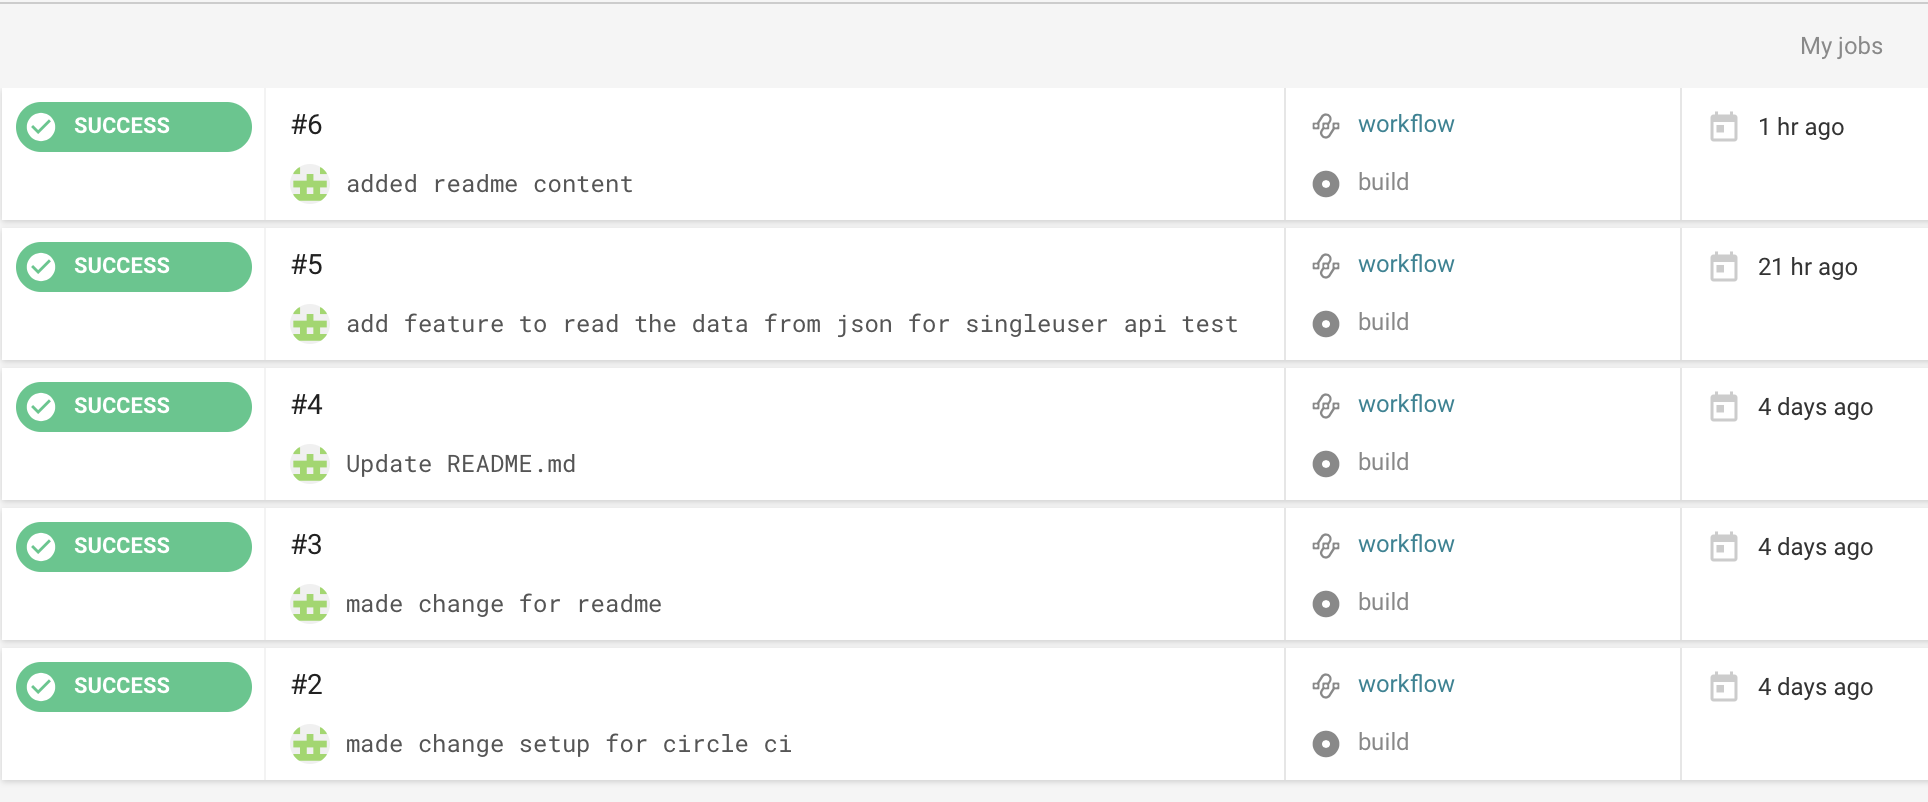 My jobs
SUCCESS
#6
added readme content
workflow
build
1 hr ago
SUCCESS
#5
add feature to read the data from json for singleuser api test
workflow
build
21 hr ago
SUCCESS
#4
Update README.md
workflow
build
4 days ago
SUCCESS
#3
made change for readme
workflow
build
4 days ago
SUCCESS
#2
made change setup for circle ci
workflow
build
4 days ago